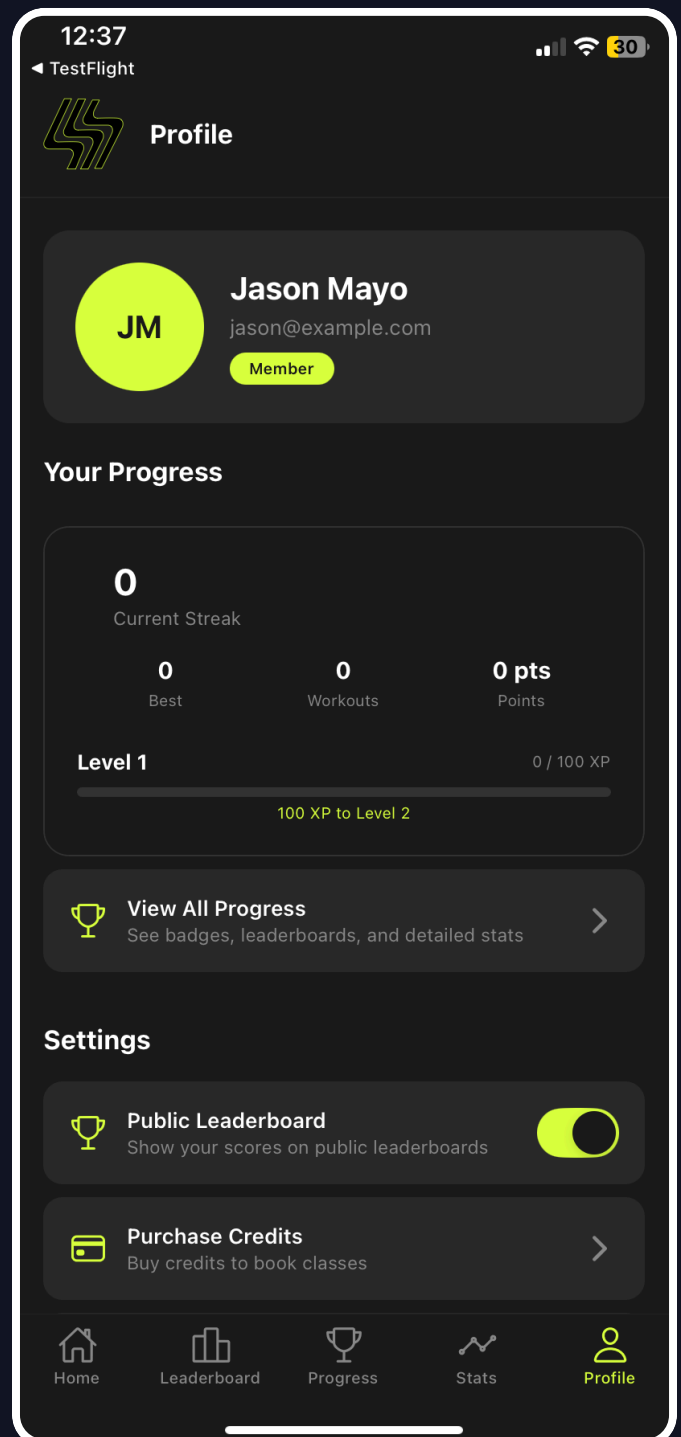 12:37
30
◀ TestFlight
Profile
JM
Jason Mayo
jason@example.com
Member
Your Progress
0
Current Streak
0 0 0 pts
Best Workouts Points
Level 1 0 / 100 XP
100 XP to Level 2
View All Progress
See badges, leaderboards, and detailed stats
Settings
Public Leaderboard
Show your scores on public leaderboards
Purchase Credits
Buy credits to book classes
Home Leaderboard Progress Stats Profile